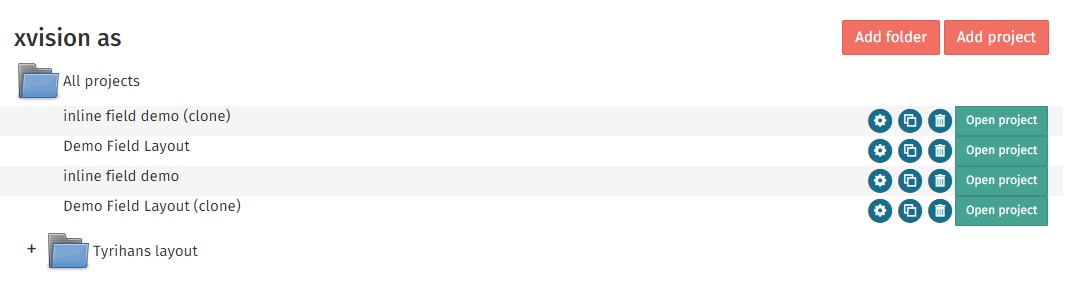 xvision as
Add folder Add project
All projects
inline field demo (clone) Open project
Demo Field Layout Open project
inline field demo Open project
Demo Field Layout (clone) Open project
+ Tyrihans layout